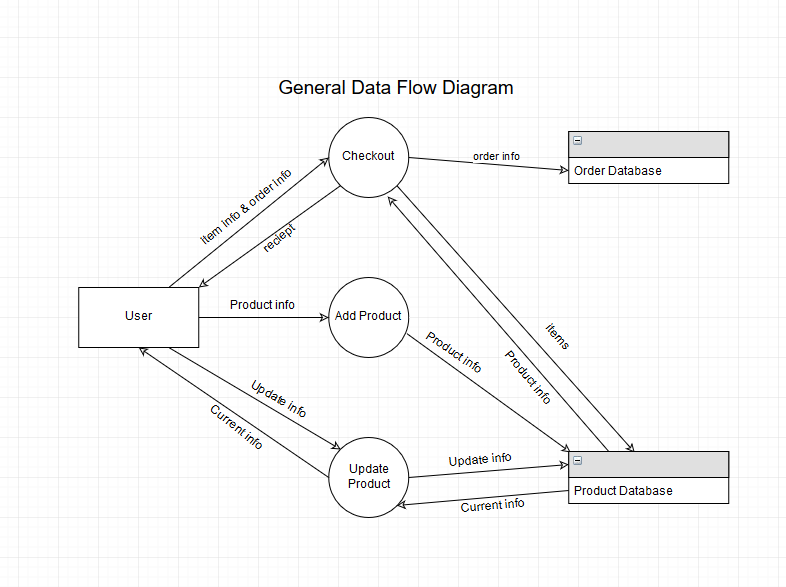 General Data Flow Diagram
Checkout
order info
Order Database
Item info & order Info
reciept
User
Product info
Add Product
Product info
Product info
items
Update info
Current info
Update
Product
Update info
Current info
Product Database